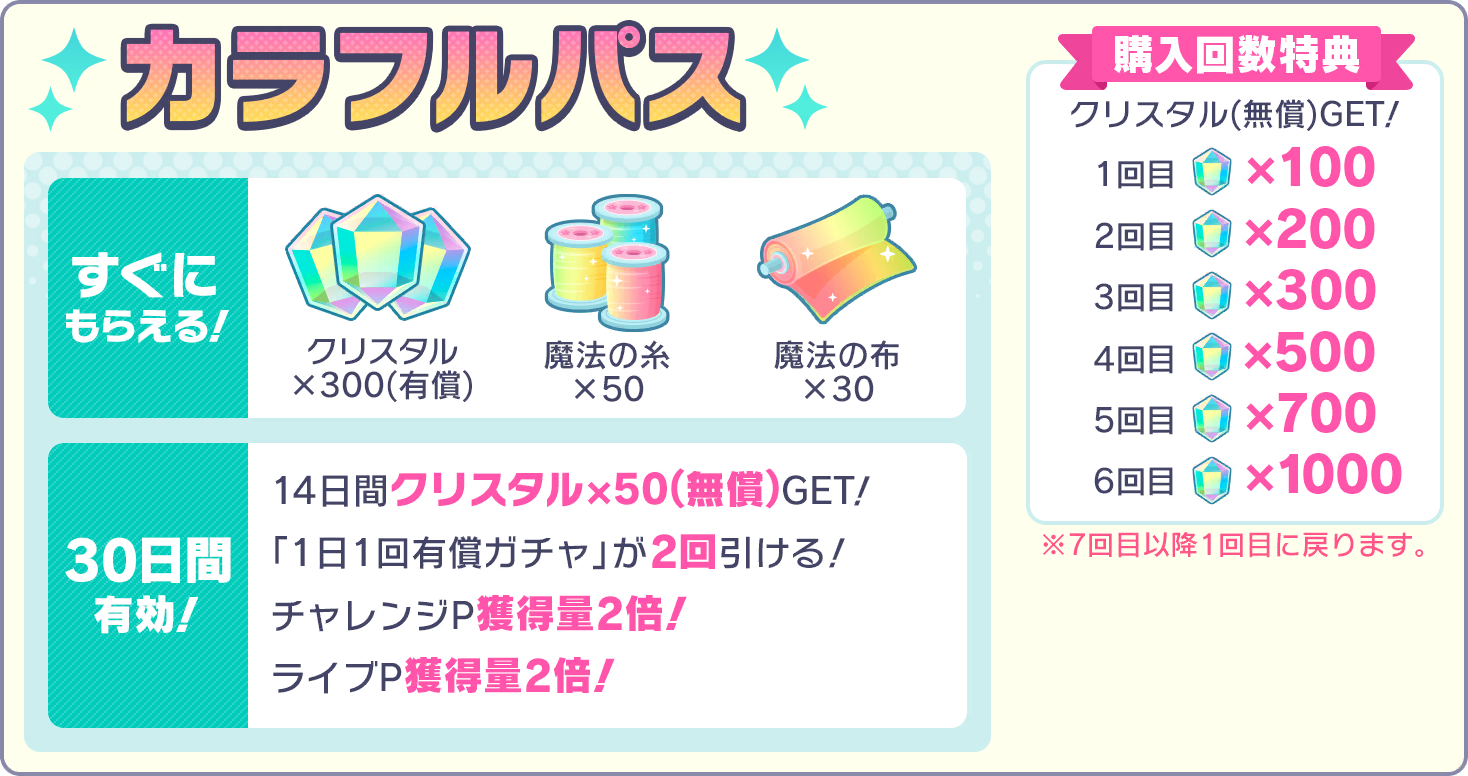 カラフルパス
すぐに
もらえる!
クリスタル
×300(有償)
魔法の糸
×50
魔法の布
×30
30日間
有効!
14日間クリスタル×50(無償)GET!
「1日1回有償ガチャ」が2回引ける!
チャレンジP獲得量2倍!
ライブP獲得量2倍!
購入回数特典
クリスタル(無償)GET!
1回目 ×100
2回目 ×200
3回目 ×300
4回目 ×500
5回目 ×700
6回目 ×1000
※7回目以降1回目に戻ります。